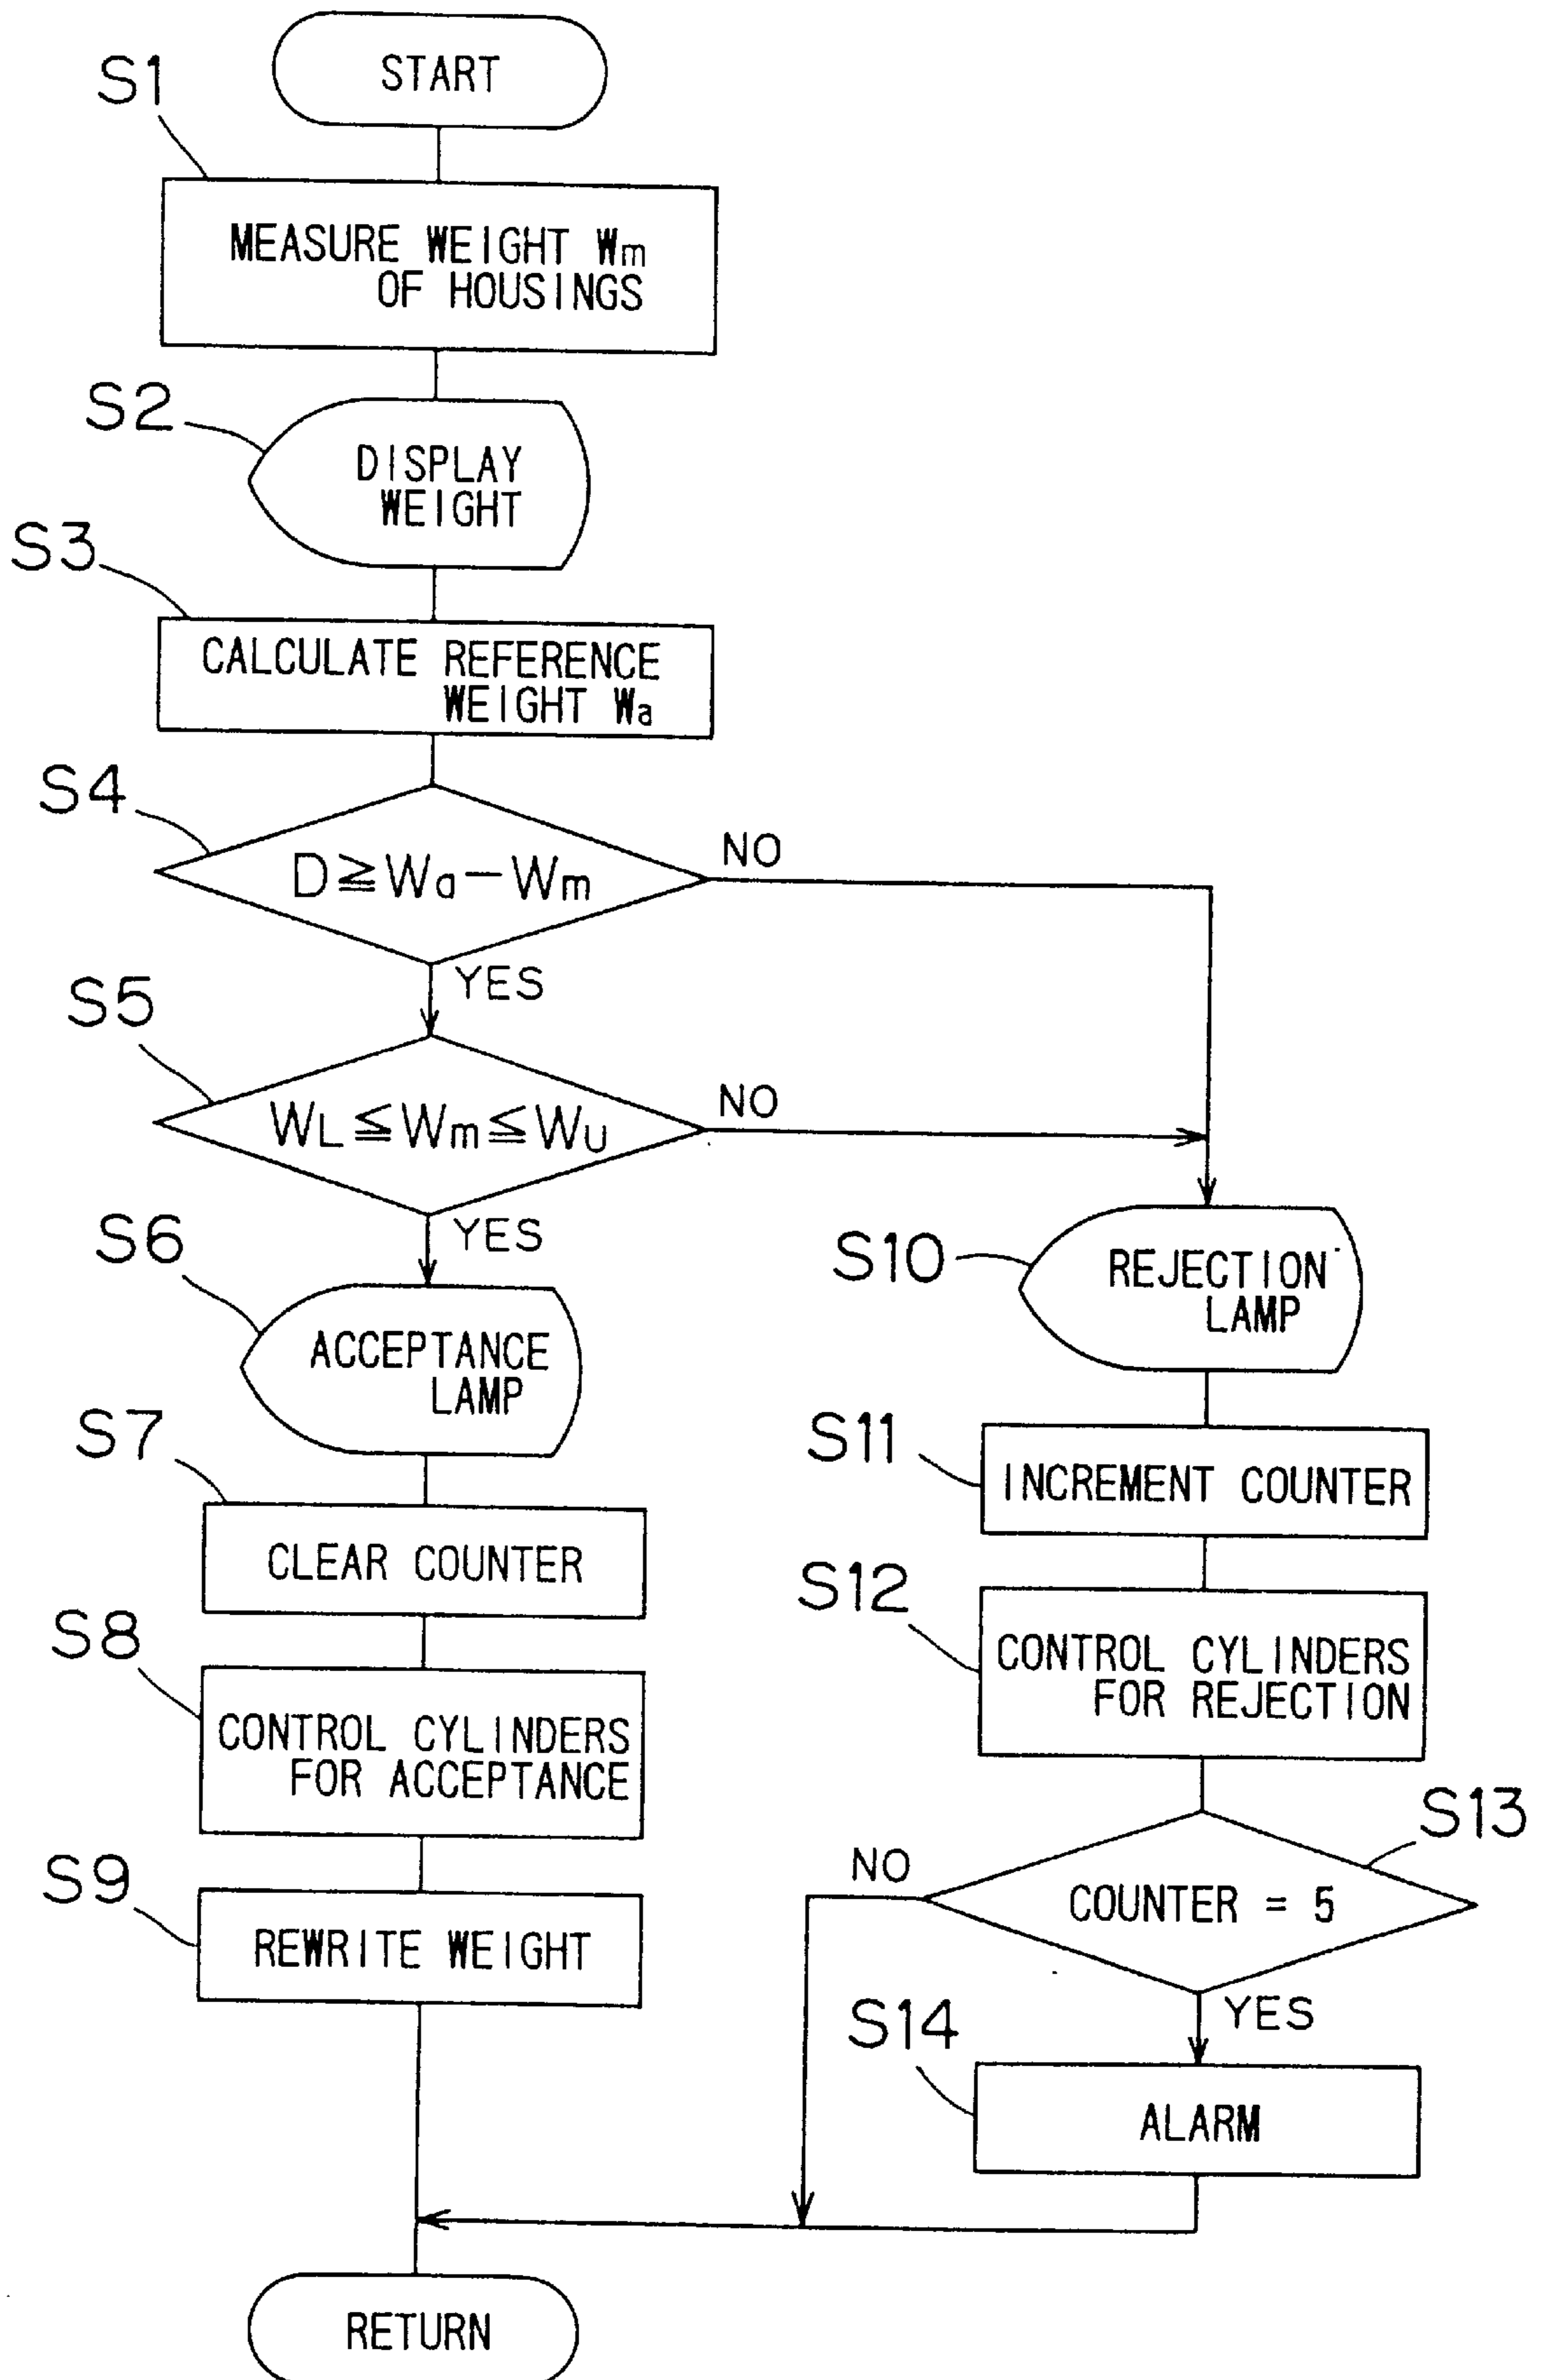 START
S1
MEASURE WEIGHT Wm
OF HOUSINGS
S2
DISPLAY
WEIGHT
S3
CALCULATE REFERENCE
WEIGHT Wa
S4
D≧Wa−Wm
NO
YES
S5
WL≦Wm≦WU
NO
YES
S6
ACCEPTANCE
LAMP
S7
CLEAR COUNTER
S8
CONTROL CYLINDERS
FOR ACCEPTANCE
S9
REWRITE WEIGHT
S10
REJECTION
LAMP
S11
INCREMENT COUNTER
S12
CONTROL CYLINDERS
FOR REJECTION
S13
COUNTER = 5
NO
YES
S14
ALARM
RETURN